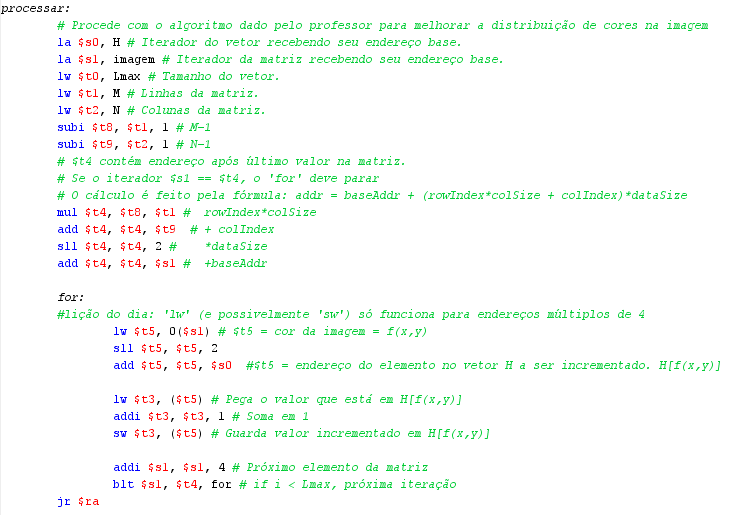 processar:
# Procede com o algoritmo dado pelo professor para melhorar a distribuição de cores na imagem
la $s0, H # Iterador do vetor recebendo seu endereço base.
la $s1, imagem # Iterador da matriz recebendo seu endereço base.
lw $t0, Lmax # Tamanho do vetor.
lw $t1, M # Linhas da matriz.
lw $t2, N # Colunas da matriz.
subi $t8, $t1, 1 # M-1
subi $t9, $t2, 1 # N-1
# $t4 contém endereço após último valor na matriz.
# Se o iterador $s1 == $t4, o 'for' deve parar
# O cálculo é feito pela fórmula: addr = baseAddr + (rowIndex*colSize + colIndex)*dataSize
mul $t4, $t8, $t1 #  rowIndex*colSize
add $t4, $t4, $t9  # + colIndex
sll $t4, $t4, 2 #    *dataSize
add $t4, $t4, $s1 #  +baseAddr
for:
#lição do dia: 'lw' (e possivelmente 'sw') só funciona para endereços múltiplos de 4
lw $t5, 0($s1) # $t5 = cor da imagem = f(x,y)
sll $t5, $t5, 2
add $t5, $t5, $s0  #$t5 = endereço do elemento no vetor H a ser incrementado. H[f(x,y)]
lw $t3, ($t5) # Pega o valor que está em H[f(x,y)]
addi $t3, $t3, 1 # Soma em 1
sw $t3, ($t5) # Guarda valor incrementado em H[f(x,y)]
addi $s1, $s1, 4 # Próximo elemento da matriz
blt $s1, $t4, for # if i < Lmax, próxima iteração
jr $ra